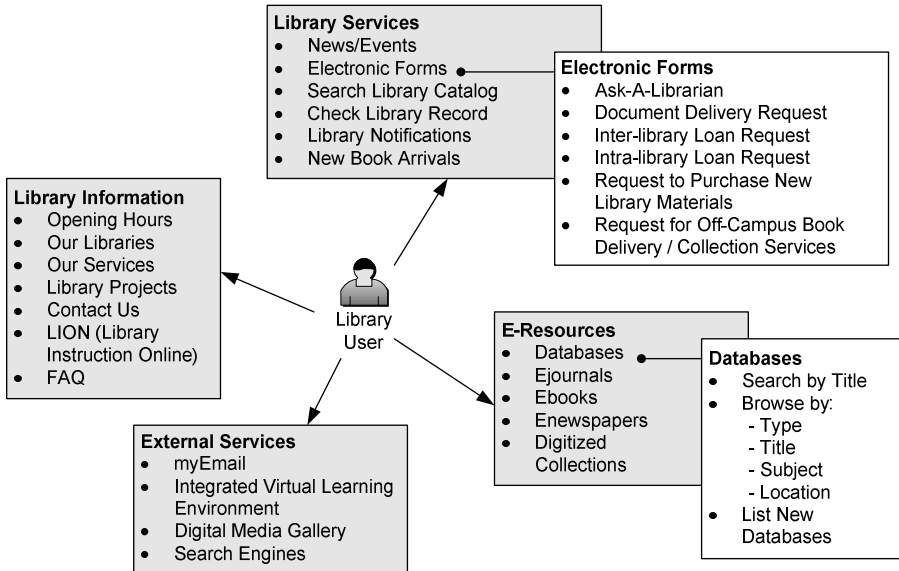 Library Services
• News/Events
• Electronic Forms
• Search Library Catalog
• Check Library Record
• Library Notifications
• New Book Arrivals
Electronic Forms
• Ask-A-Librarian
• Document Delivery Request
• Inter-library Loan Request
• Intra-library Loan Request
• Request to Purchase New
Library Materials
• Request for Off-Campus Book
Delivery / Collection Services
Library Information
• Opening Hours
• Our Libraries
• Our Services
• Library Projects
• Contact Us
• LION (Library
Instruction Online)
• FAQ
Library
User
E-Resources
• Databases
• Ejournals
• Ebooks
• Enewspapers
• Digitized
Collections
Databases
• Search by Title
• Browse by:
- Type
- Title
- Subject
- Location
• List New
Databases
External Services
• myEmail
• Integrated Virtual Learning
Environment
• Digital Media Gallery
• Search Engines